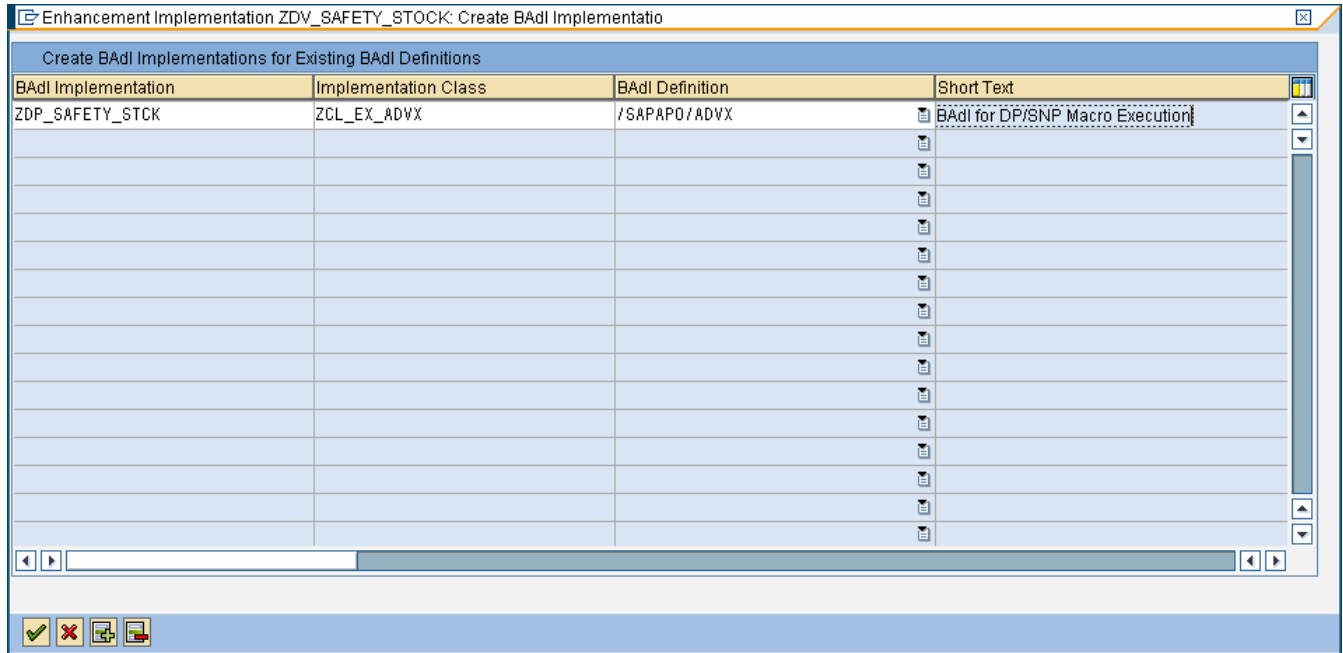 Enhancement Implementation ZDV_SAFETY_STOCK: Create BAdI Implementatio
Create BAdI Implementations for Existing BAdI Definitions
BAdI Implementation Implementation Class BAdI Definition Short Text
ZDP_SAFETY_STCK ZCL_EX_ADVX /SAPAPO/ADVX BAdI for DP/SNP Macro Execution